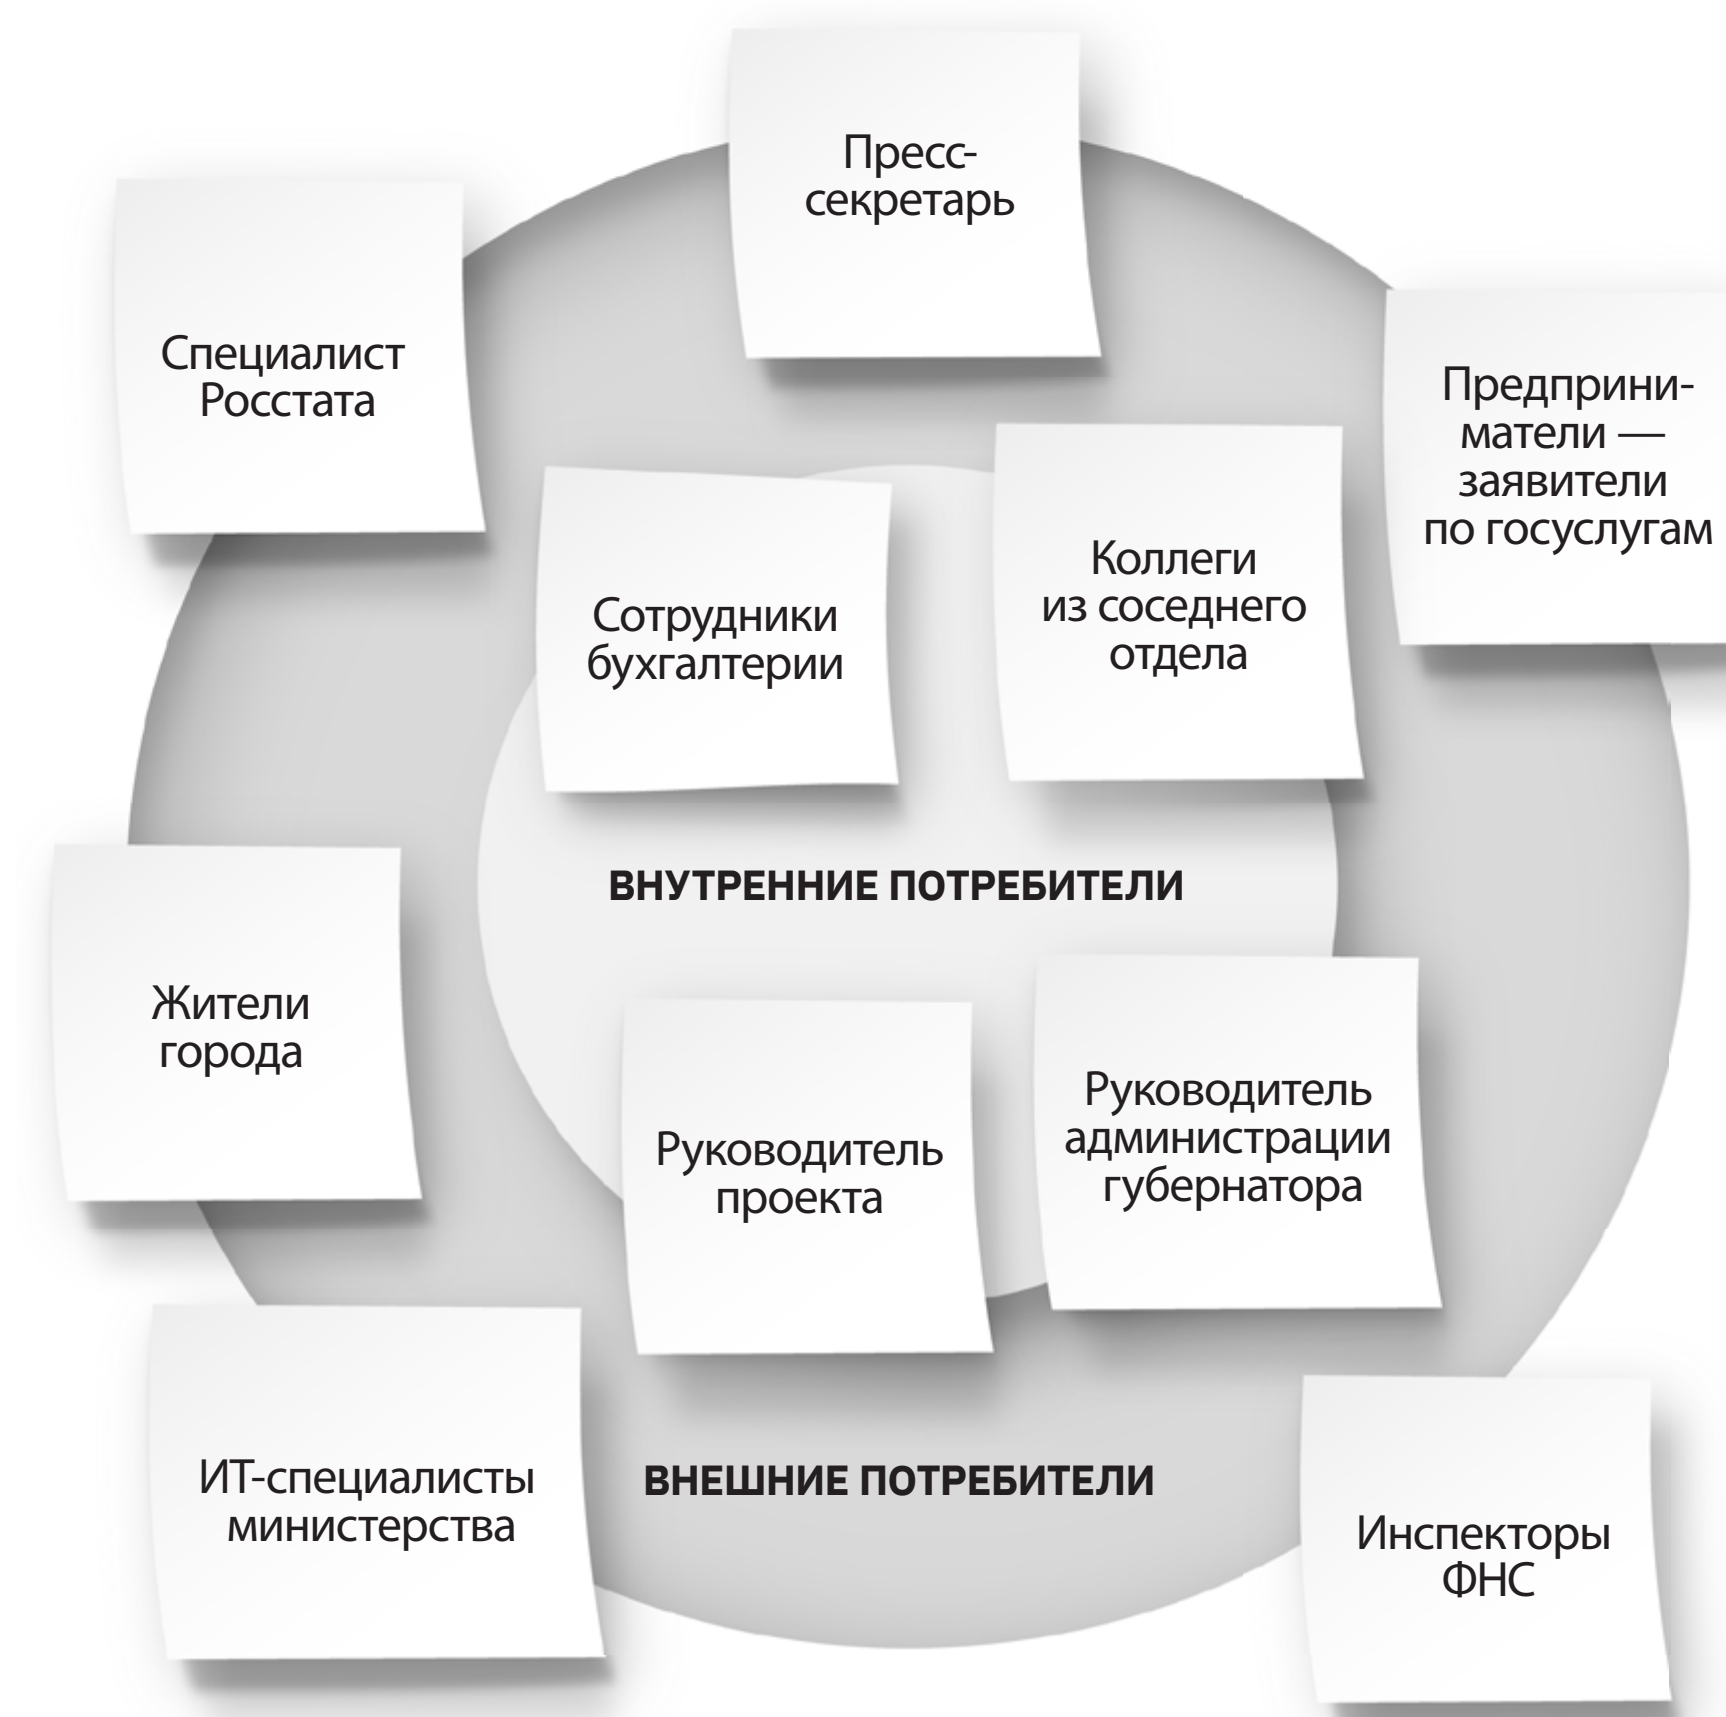 Пресс-
секретарь
Специалист
Росстата
Предприни-
матели —
заявители
по госуслугам
Сотрудники
бухгалтерии
Коллеги
из соседнего
отдела
ВНУТРЕННИЕ ПОТРЕБИТЕЛИ
Жители
города
Руководитель
проекта
Руководитель
администрации
губернатора
ИТ-специалисты
министерства
ВНЕШНИЕ ПОТРЕБИТЕЛИ
Инспекторы
ФНС